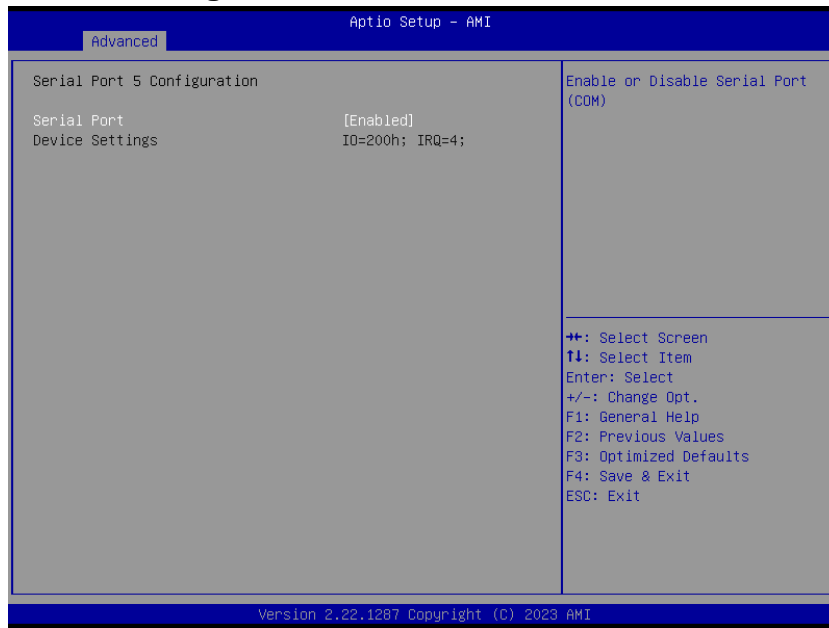 Aptio Setup – AMI
Advanced
Serial Port 5 Configuration
Serial Port [Enabled]
Device Settings IO=200h; IRQ=4;
Enable or Disable Serial Port
(COM)
→←: Select Screen
↑↓: Select Item
Enter: Select
+/-: Change Opt.
F1: General Help
F2: Previous Values
F3: Optimized Defaults
F4: Save & Exit
ESC: Exit
Version 2.22.1287 Copyright (C) 2023 AMI